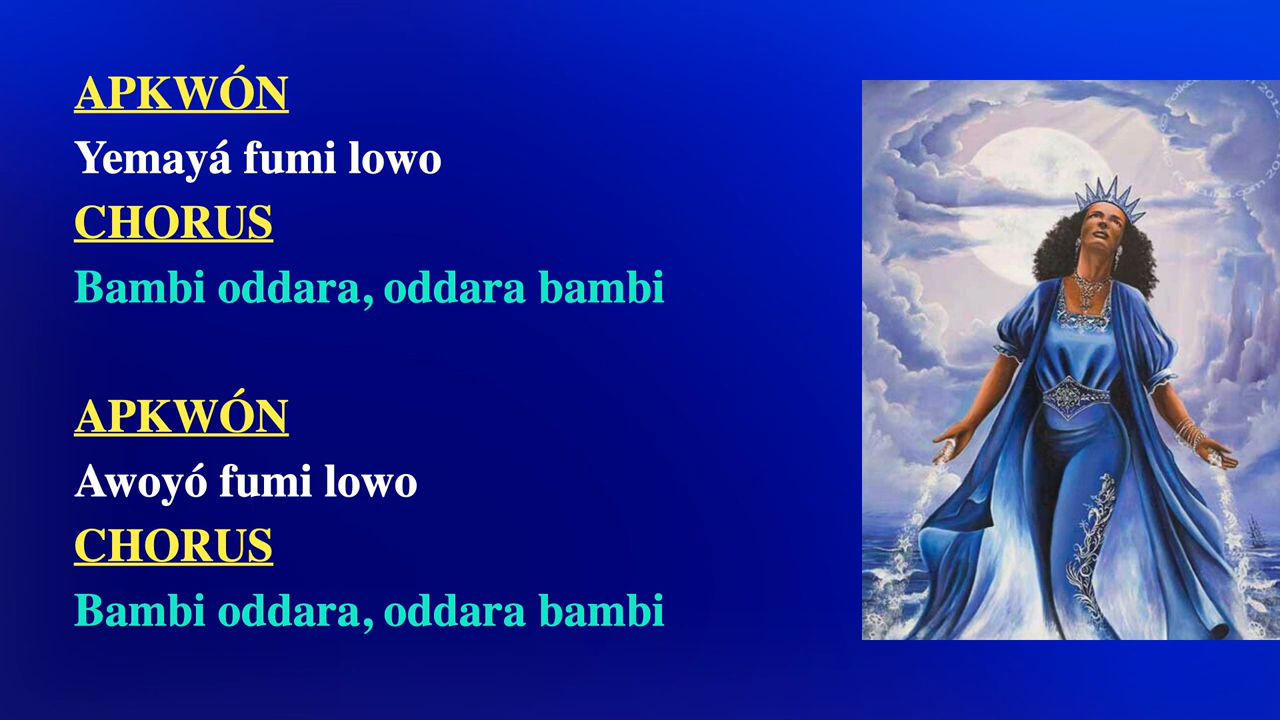 APKWÓN
Yemayá fumi lowo
CHORUS
Bambi oddara, oddara bambi
APKWÓN
Awoyó fumi lowo
CHORUS
Bambi oddara, oddara bambi